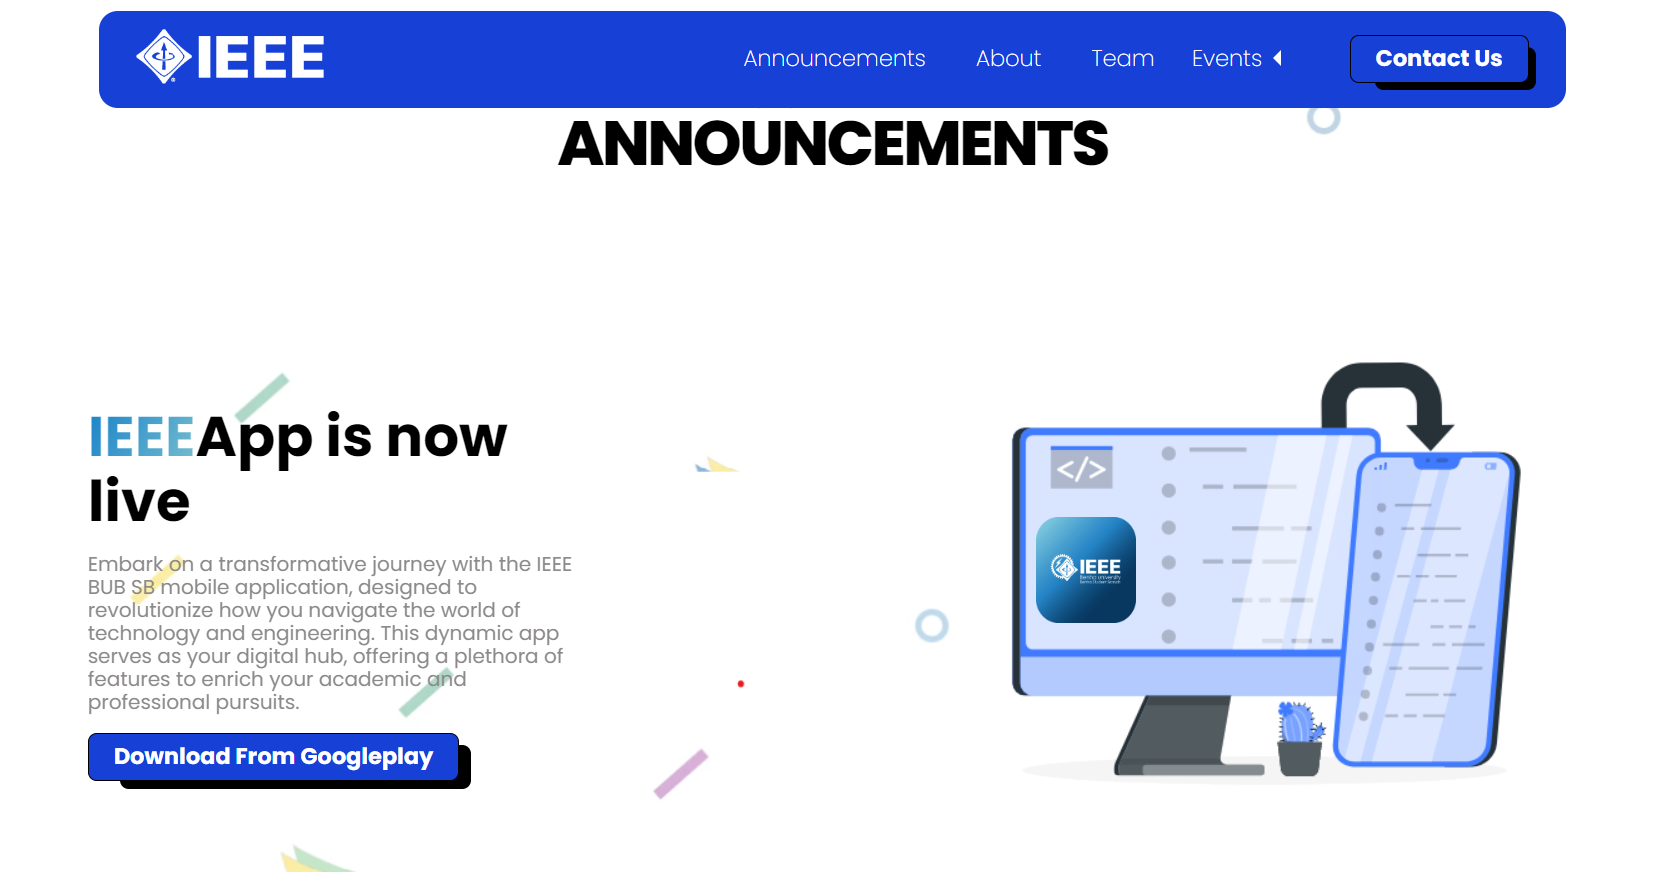 IEEE
Announcements About Team Events Contact Us
ANNOUNCEMENTS
IEEEApp is now
live
Embark on a transformative journey with the IEEE
BUB SB mobile application, designed to
revolutionize how you navigate the world of
technology and engineering. This dynamic app
serves as your digital hub, offering a plethora of
features to enrich your academic and
professional pursuits.
Download From Googleplay
</>
IEEE
Benha University